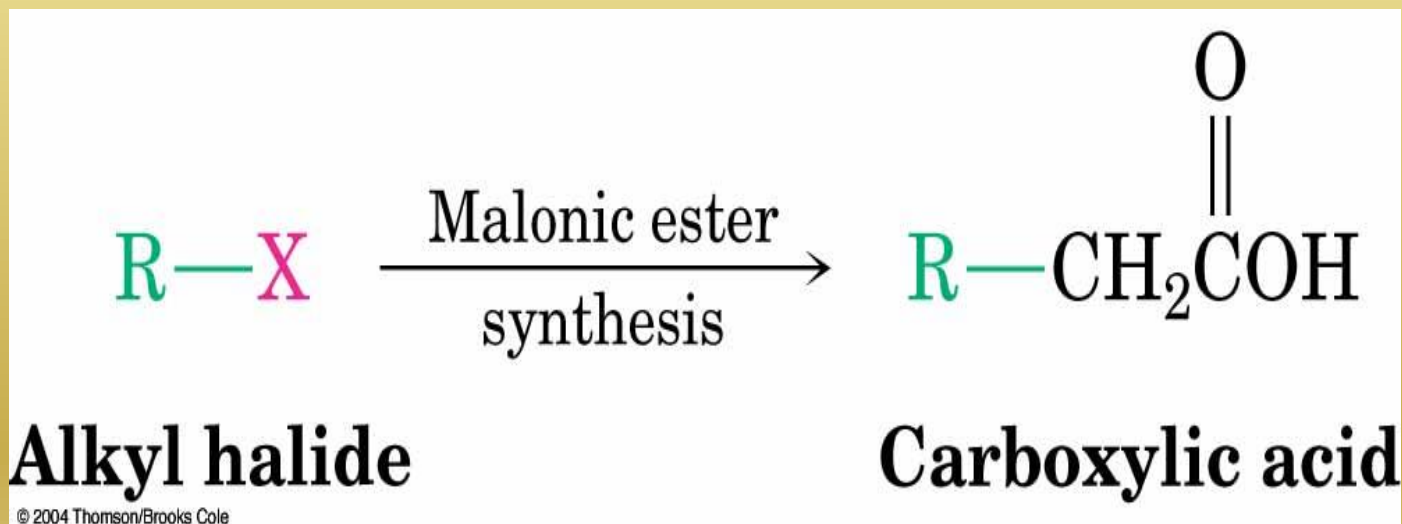 O
R—X
Malonic ester
synthesis
R—CH₂COH
Alkyl halide
Carboxylic acid
© 2004 Thomson/Brooks Cole